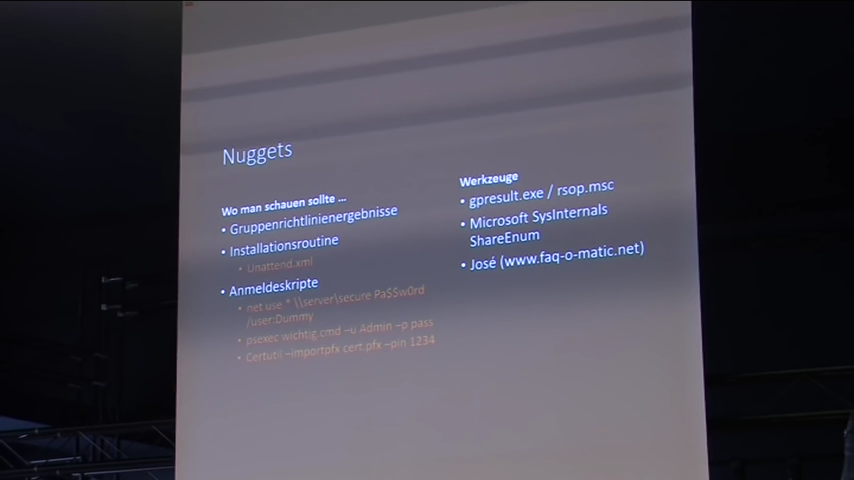 Nuggets
Wo man schauen sollte ...
• Gruppenrichtlinienergebnisse
• Installationsroutine
• Unattend.xml
• Anmeldeskripte
• net use * \\server\secure Pa$Sw0rd
/user:Dummy
• psexec wichtig.cmd –u Admin –p pass
• Certutil –importpfx cert.pfx –pin 1234
Werkzeuge
• gpresult.exe / rsop.msc
• Microsoft SysInternals
ShareEnum
• José (www.faq-o-matic.net)